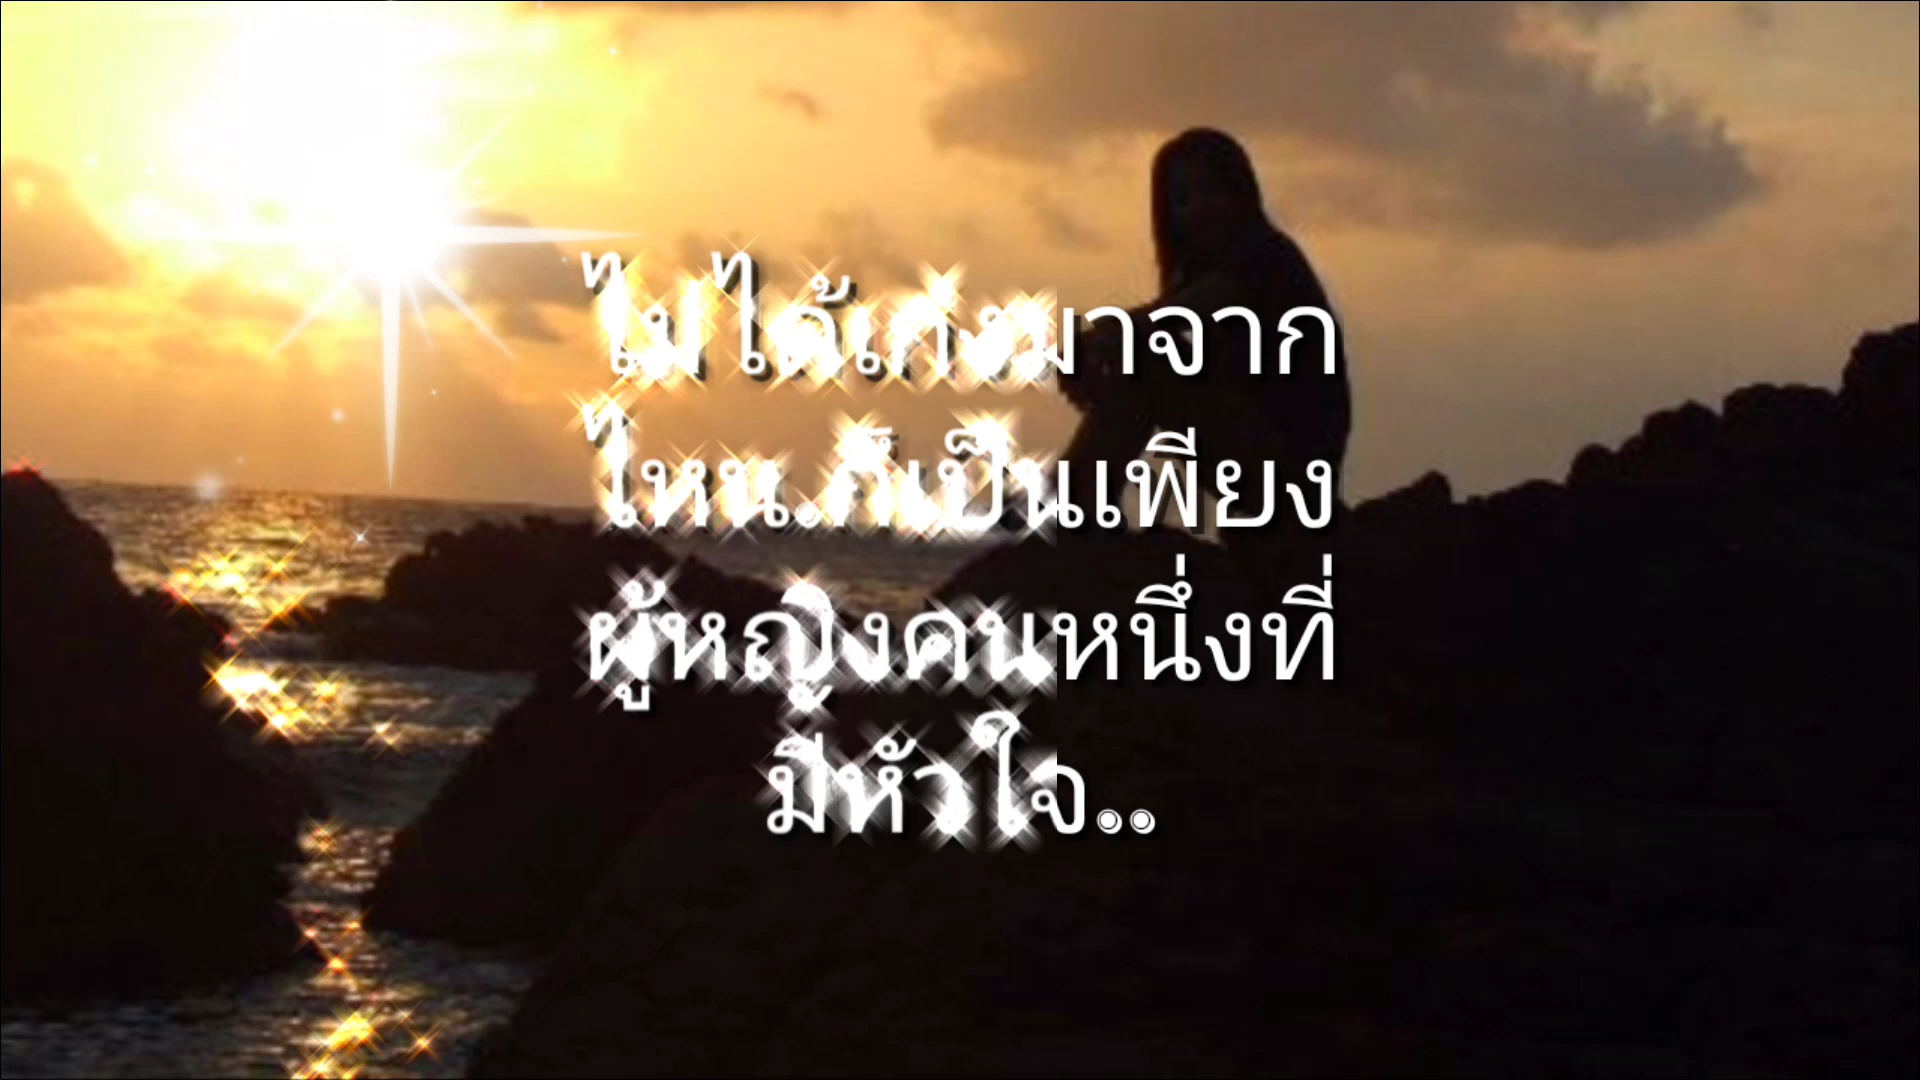 ไม่ได้เก่งมาจาก
ไหน.ก็เป็นเพียง
ผู้หญิงคนหนึ่งที่
มีหัวใจ..